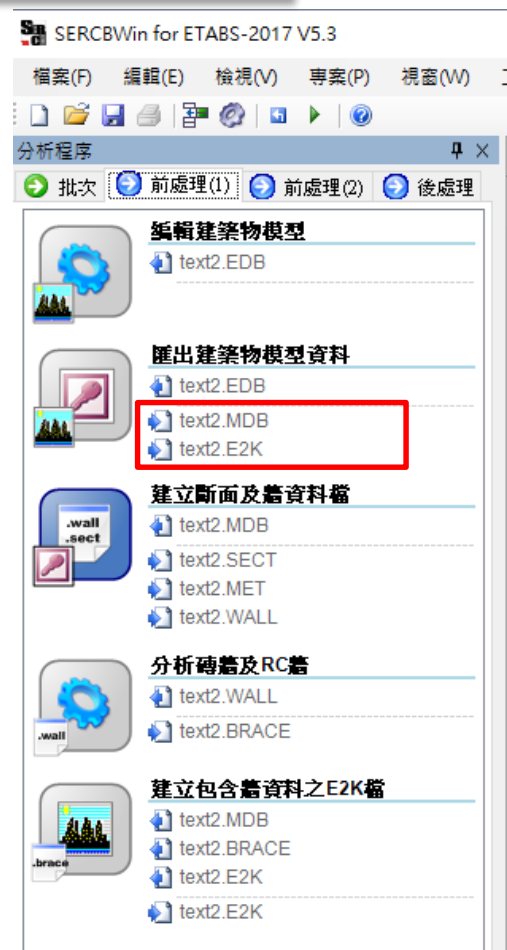 SERCBWin for ETABS-2017 V5.3
檔案(F) 編輯(E) 檢視(V) 專案(P) 視窗(W)
分析程序
批次 前處理(1) 前處理(2) 後處理
編輯建築物模型
text2.EDB
匯出建築物模型資料
text2.EDB
text2.MDB
text2.E2K
建立斷面及牆資料檔
.wall
.sect
text2.MDB
text2.SECT
text2.MET
text2.WALL
分析磚牆及RC牆
text2.WALL
.wall
text2.BRACE
建立包含牆資料之E2K檔
text2.MDB
text2.BRACE
.brace
text2.E2K
text2.E2K